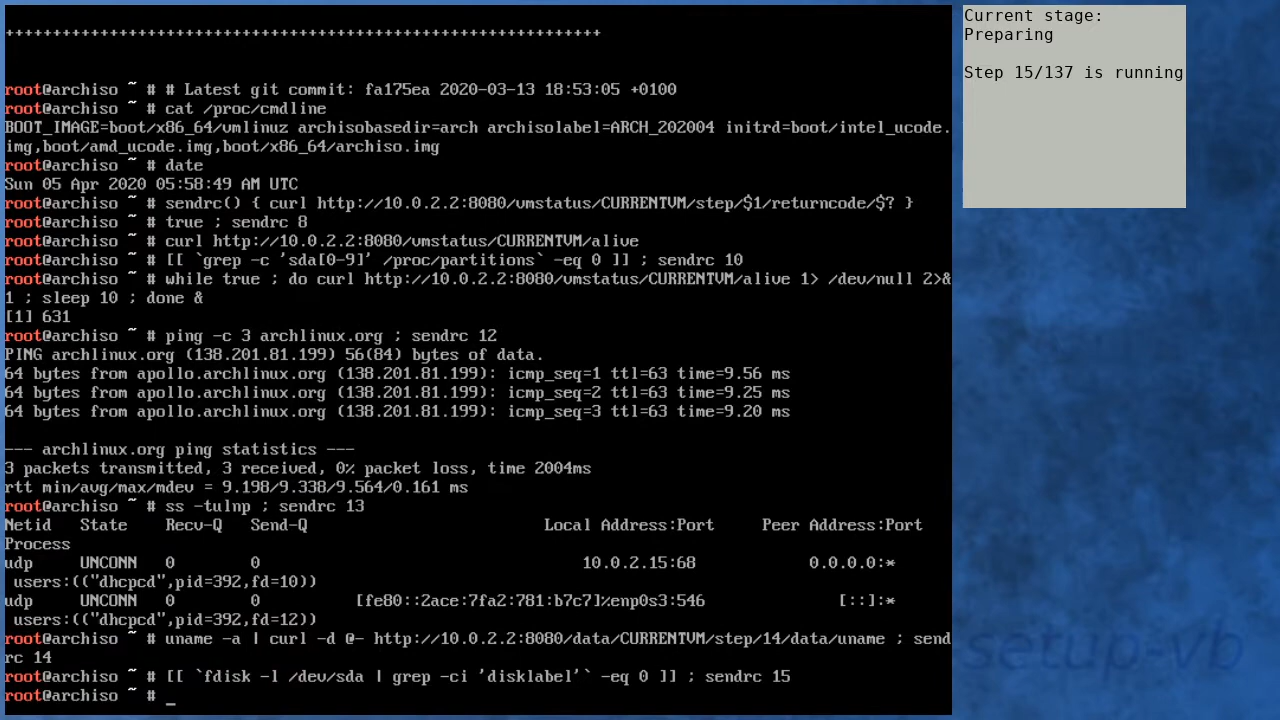 +++++++++++++++++++++++++++++++++++++++++++++++++++++++++++++++
root@archiso ~ # # Latest git commit: fa175ea 2020-03-13 18:53:05 +0100
root@archiso ~ # cat /proc/cmdline
BOOT_IMAGE=boot/x86_64/vmlinuz archisobasedir=arch archisolabel=ARCH_202004 initrd=boot/intel_ucode.
img,boot/amd_ucode.img,boot/x86_64/archiso.img
root@archiso ~ # date
Sun 05 Apr 2020 05:58:49 AM UTC
root@archiso ~ # sendrc() { curl http://10.0.2.2:8080/vmstatus/CURRENTVM/step/$1/returncode/$? }
root@archiso ~ # true ; sendrc 8
root@archiso ~ # curl http://10.0.2.2:8080/vmstatus/CURRENTVM/alive
root@archiso ~ # [[ `grep -c 'sda[0-9]' /proc/partitions` -eq 0 ]] ; sendrc 10
root@archiso ~ # while true ; do curl http://10.0.2.2:8080/vmstatus/CURRENTVM/alive 1> /dev/null 2>&
1 ; sleep 10 ; done &
[1] 631
root@archiso ~ # ping -c 3 archlinux.org ; sendrc 12
PING archlinux.org (138.201.81.199) 56(84) bytes of data.
64 bytes from apollo.archlinux.org (138.201.81.199): icmp_seq=1 ttl=63 time=9.56 ms
64 bytes from apollo.archlinux.org (138.201.81.199): icmp_seq=2 ttl=63 time=9.25 ms
64 bytes from apollo.archlinux.org (138.201.81.199): icmp_seq=3 ttl=63 time=9.20 ms
--- archlinux.org ping statistics ---
3 packets transmitted, 3 received, 0% packet loss, time 2004ms
rtt min/avg/max/mdev = 9.198/9.338/9.564/0.161 ms
root@archiso ~ # ss -tulnp ; sendrc 13
Netid State Recv-Q Send-Q Local Address:Port Peer Address:Port
Process
udp UNCONN 0 0 10.0.2.15:68 0.0.0.0:*
users:(("dhcpcd",pid=392,fd=10))
udp UNCONN 0 0 [fe80::2ace:7fa2:781:b7c7]%enp0s3:546 [::]:*
users:(("dhcpcd",pid=392,fd=12))
root@archiso ~ # uname -a | curl -d @- http://10.0.2.2:8080/data/CURRENTVM/step/14/data/uname ; send
rc 14
root@archiso ~ # [[ `fdisk -l /dev/sda | grep -ci 'disklabel'` -eq 0 ]] ; sendrc 15
root@archiso ~ # _
Current stage:
Preparing
Step 15/137 is running
setup-vb